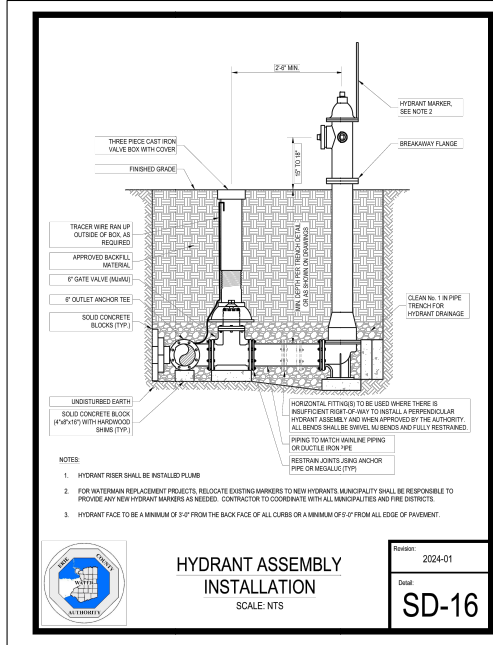 2'-6" MIN.
HYDRANT MARKER,
SEE NOTE 2
BREAKAWAY FLANGE
THREE PIECE CAST IRON
VALVE BOX WITH COVER
FINISHED GRADE
15" TO 18"
TRACER WIRE RAN UP
OUTSIDE OF BOX, AS
REQUIRED
APPROVED BACKFILL
MATERIAL
6" GATE VALVE (MJxMJ)
6" OUTLET ANCHOR TEE
SOLID CONCRETE
BLOCKS (TYP.)
MIN. DEPTH PER TRENCH DETAIL
OR AS SHOWN ON DRAWINGS
CLEAN No. 1 IN PIPE
TRENCH FOR
HYDRANT DRAINAGE
UNDISTURBED EARTH
SOLID CONCRETE BLOCK
(4"x8"x16") WITH HARDWOOD
SHIMS (TYP.)
HORIZONTAL FITTNG(S) TO BE USED WHERE THERE IS
INSUFFICIENT RIGHT-OF-WAY TO INSTALL A PERPENDICULAR
HYDRANT ASSEMBLY AND WHEN APPROVED BY THE AUTHORITY.
ALL BENDS SHALL BE SWIVEL MJ BENDS AND FULLY RESTRAINED.
PIPING TO MATCH MAINLINE PIPING
OR DUCTILE IRON PIPE
RESTRAIN JOINTS USING ANCHOR
PIPE OR MEGALUG (TYP)
NOTES:
1. HYDRANT RISER SHALL BE INSTALLED PLUMB
2. FOR WATERMAIN REPLACEMENT PROJECTS, RELOCATE EXISTING MARKERS TO NEW HYDRANTS. MUNICIPALITY SHALL BE RESPONSIBLE TO
PROVIDE ANY NEW HYDRANT MARKERS AS NEEDED. CONTRACTOR TO COORDINATE WITH ALL MUNICIPALITIES AND FIRE DISTRICTS.
3. HYDRANT FACE TO BE A MINIMUM OF 3'-0" FROM THE BACK FACE OF ALL CURBS OR A MINIMUM OF 5'-0" FROM ALL EDGE OF PAVEMENT.
ERIE COUNTY
WATER
AUTHORITY
HYDRANT ASSEMBLY
INSTALLATION
SCALE: NTS
Revision:
2024-01
Detail:
SD-16